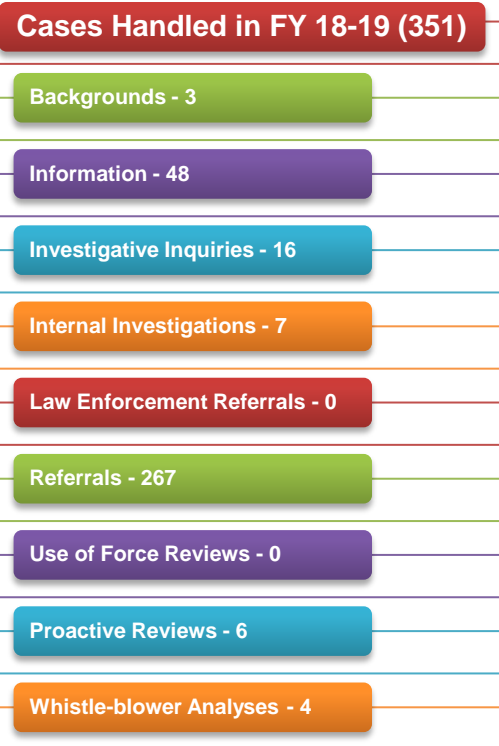 Cases Handled in FY 18-19 (351)
Backgrounds - 3
Information - 48
Investigative Inquiries - 16
Internal Investigations - 7
Law Enforcement Referrals - 0
Referrals - 267
Use of Force Reviews - 0
Proactive Reviews - 6
Whistle-blower Analyses - 4